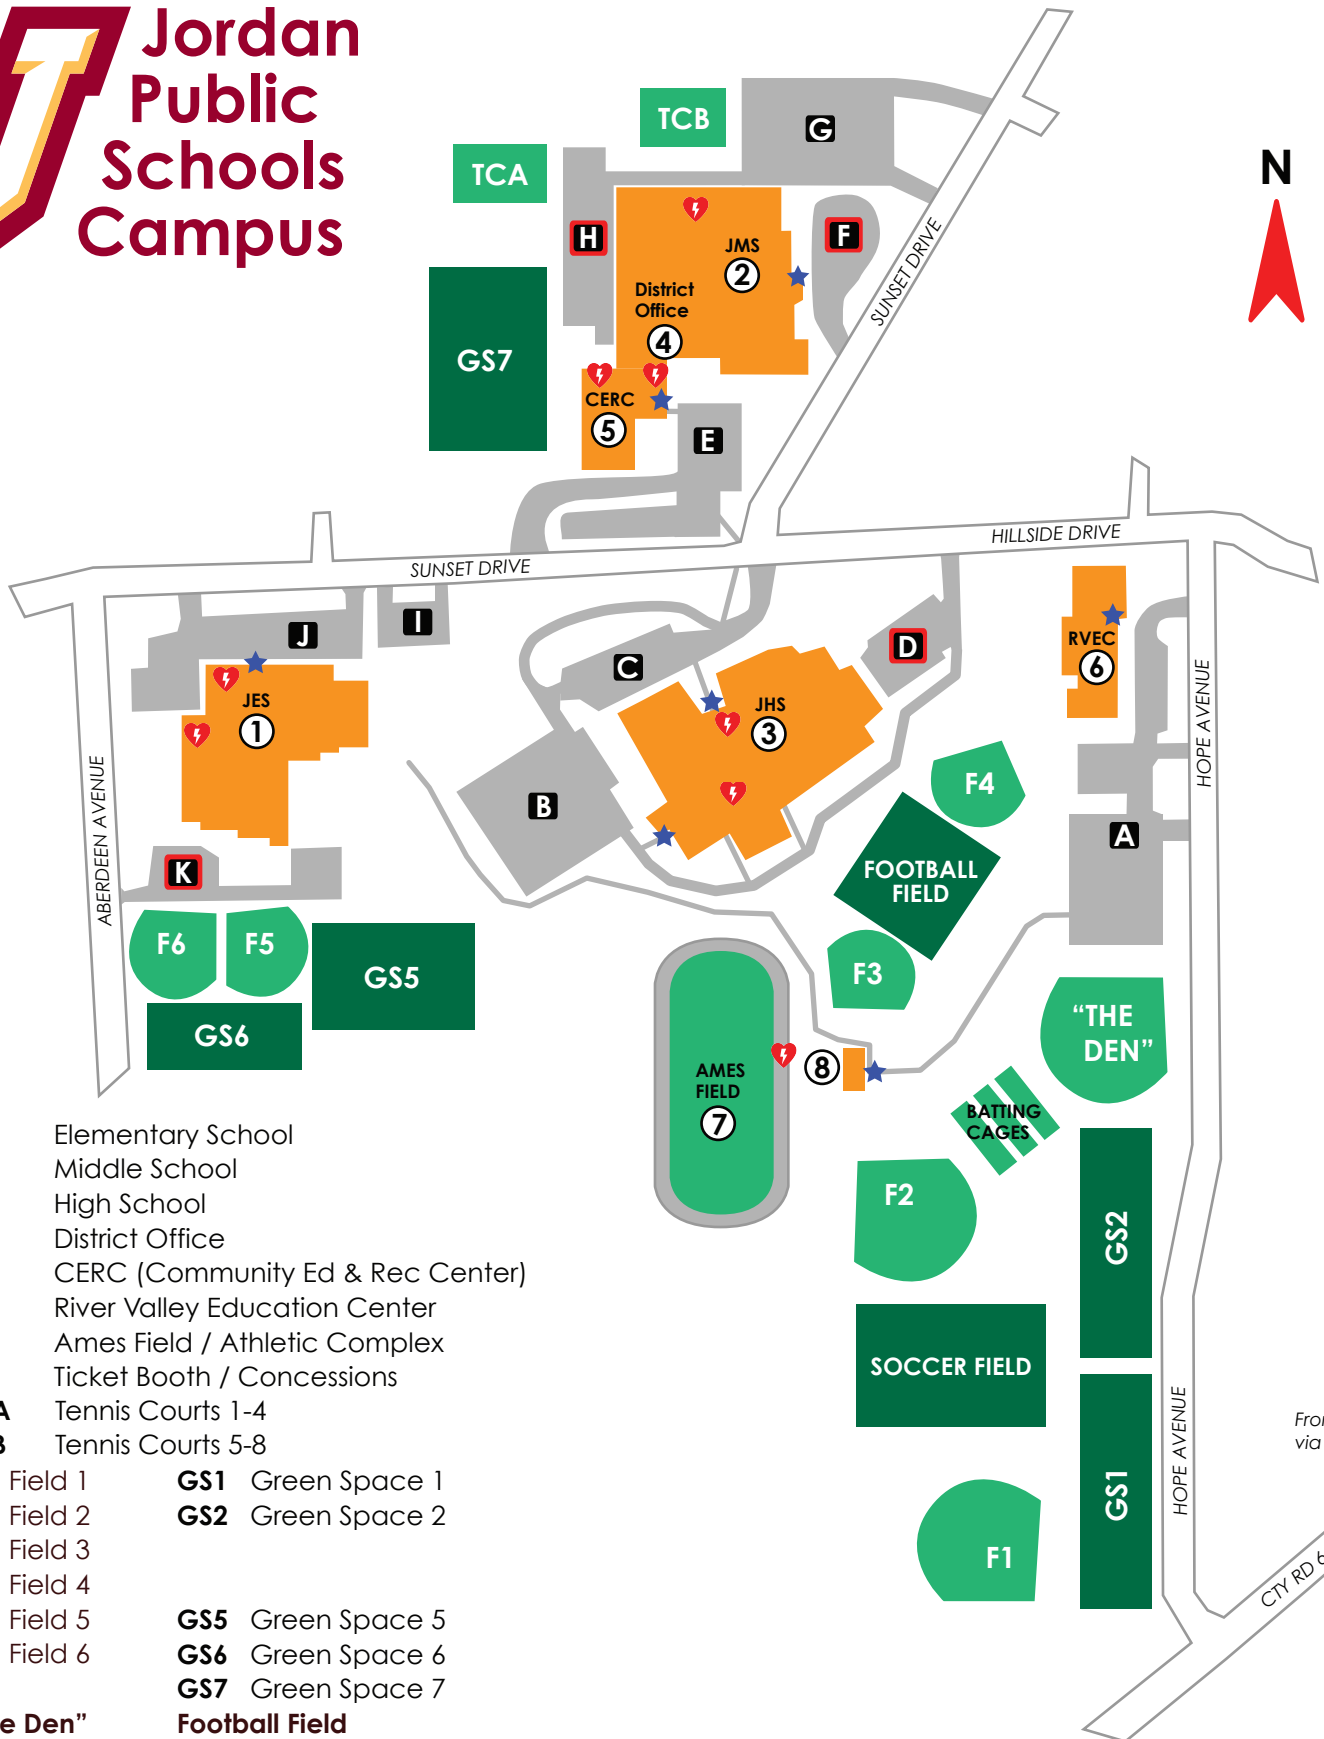 Jordan
Public
Schools
Campus
N
TCB
G
TCA
H
F
JMS
2
District
Office
4
SUNSET DRIVE
GS7
CERC
5
E
HILLSIDE DRIVE
SUNSET DRIVE
J
I
C
D
RVEC
6
JES
1
JHS
3
HOPE AVENUE
B
F4
A
ABERDEEN AVENUE
K
FOOTBALL
FIELD
F6
F5
GS5
F3
GS6
"THE
DEN"
AMES
FIELD
7
8
BATTING
CAGES
F2
GS2
SOCCER FIELD
GS1
HOPE AVENUE
F1
CTY RD 6
via
Elementary School
Middle School
High School
District Office
CERC (Community Ed & Rec Center)
River Valley Education Center
Ames Field / Athletic Complex
Ticket Booth / Concessions
A Tennis Courts 1-4
B Tennis Courts 5-8
Field 1 GS1 Green Space 1
Field 2 GS2 Green Space 2
Field 3
Field 4
Field 5 GS5 Green Space 5
Field 6 GS6 Green Space 6
GS7 Green Space 7
e Den" Football Field